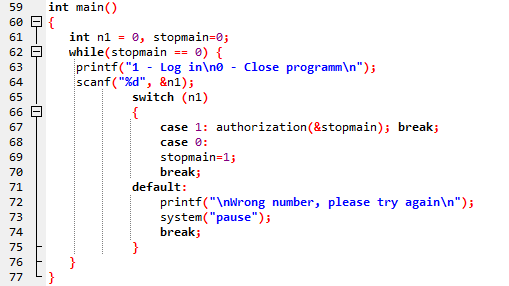 59 int main()
60 {
61 int n1 = 0, stopmain=0;
62 while(stopmain == 0) {
63 printf("1 - Log in\n0 - Close programm\n");
64 scanf("%d", &n1);
65 switch (n1)
66 {
67 case 1: authorization(&stopmain); break;
68 case 0:
69 stopmain=1;
70 break;
71 default:
72 printf("\nWrong number, please try again\n");
73 system("pause");
74 break;
75 }
76 }
77 }